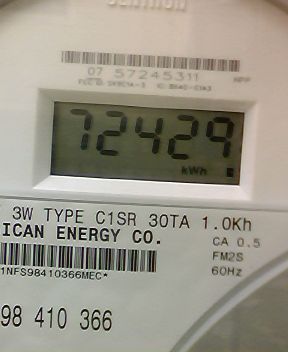 07 57245311
72429
kWh
3W TYPE C1SR 30TA 1.0Kh
ICAN ENERGY CO.
CA 0.5
FM2S
60Hz
1NFS98410366MEC*
98 410 366